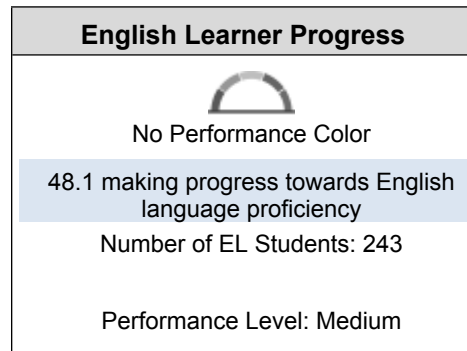 English Learner Progress
No Performance Color
48.1 making progress towards English
language proficiency
Number of EL Students: 243
Performance Level: Medium